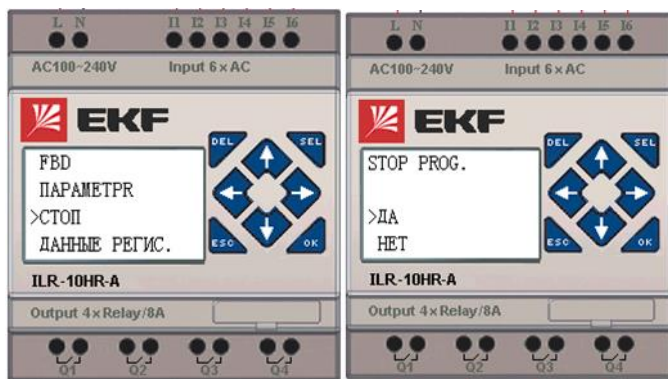 L N I1 I2 I3 I4 I5 I6
AC100~240V Input 6×AC
EKF
DEL SEL
FBD
ПАРАМЕТPR
>СТОП
ДАННЫЕ РЕГИС.
ESC OK
ILR-10HR-A
Output 4×Relay/8A
Q1 Q2 Q3 Q4
L N I1 I2 I3 I4 I5 I6
AC100~240V Input 6×AC
EKF
DEL SEL
STOP PROG.
>ДА
НЕТ
ESC OK
ILR-10HR-A
Output 4×Relay/8A
Q1 Q2 Q3 Q4